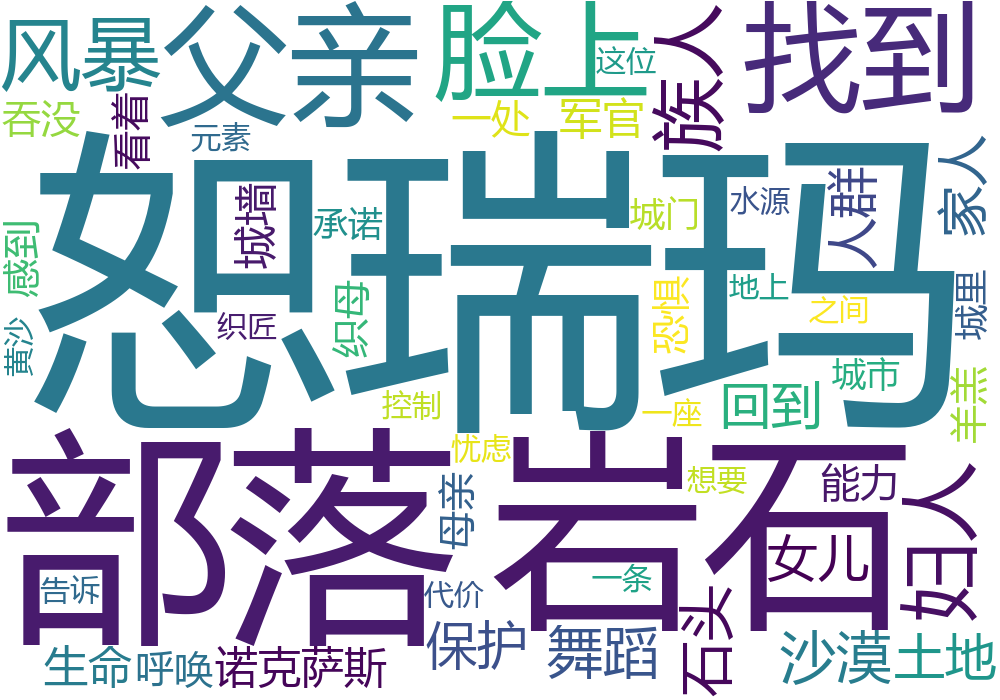 风暴
父亲
脸上
这位
族人
找到
吞没
看着
元素
一处
军官
恕瑞玛
城墙
承诺
城门
水源
人群
家人
感到
织母
恐惧
地上
之间
城里
黄沙
织匠
控制
一座
回到
城市
羊羔
部落
岩石
忧虑
想要
能力
妇人
母亲
女儿
告诉
代价
一条
石头
生命
呼唤
诺克萨斯
保护
舞蹈
沙漠
土地